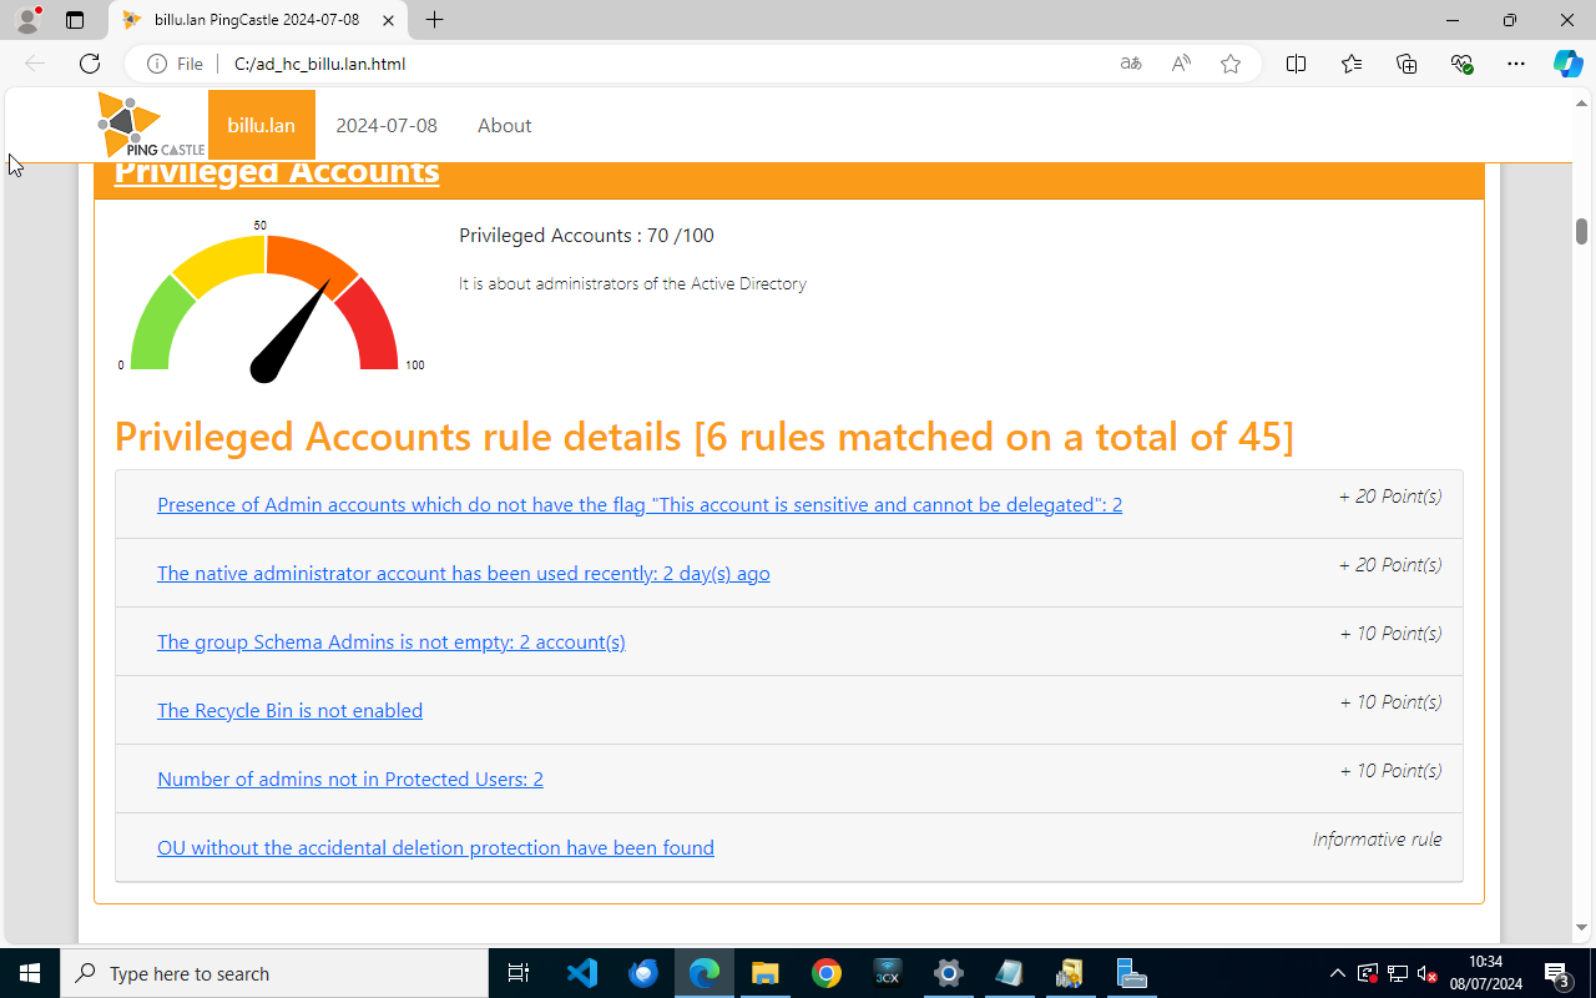 billu.lan PingCastle 2024-07-08
File C:/ad_hc_billu.lan.html
PING CASTLE
billu.lan 2024-07-08 About
Privileged Accounts
0
50
100
Privileged Accounts : 70 /100
It is about administrators of the Active Directory
Privileged Accounts rule details [6 rules matched on a total of 45]
Presence of Admin accounts which do not have the flag "This account is sensitive and cannot be delegated": 2
+ 20 Point(s)
The native administrator account has been used recently: 2 day(s) ago
+ 20 Point(s)
The group Schema Admins is not empty: 2 account(s)
+ 10 Point(s)
The Recycle Bin is not enabled
+ 10 Point(s)
Number of admins not in Protected Users: 2
+ 10 Point(s)
OU without the accidental deletion protection have been found
Informative rule
Type here to search
3CX
10:34
08/07/2024
3